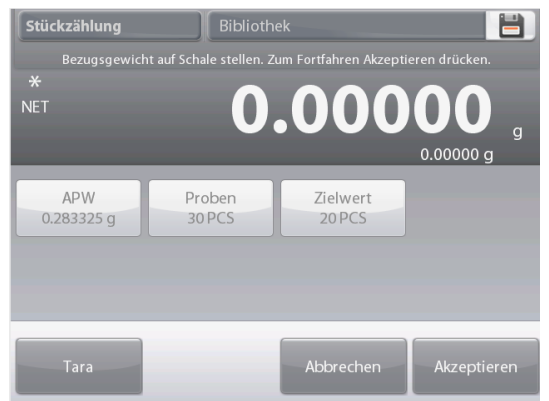 Stückzählung
Bibliothek
Bezugsgewicht auf Schale stellen. Zum Fortfahren Akzeptieren drücken.
*
NET
0.00000 g
0.00000 g
APW
0.283325 g
Proben
30 PCS
Zielwert
20 PCS
Tara
Abbrechen
Akzeptieren